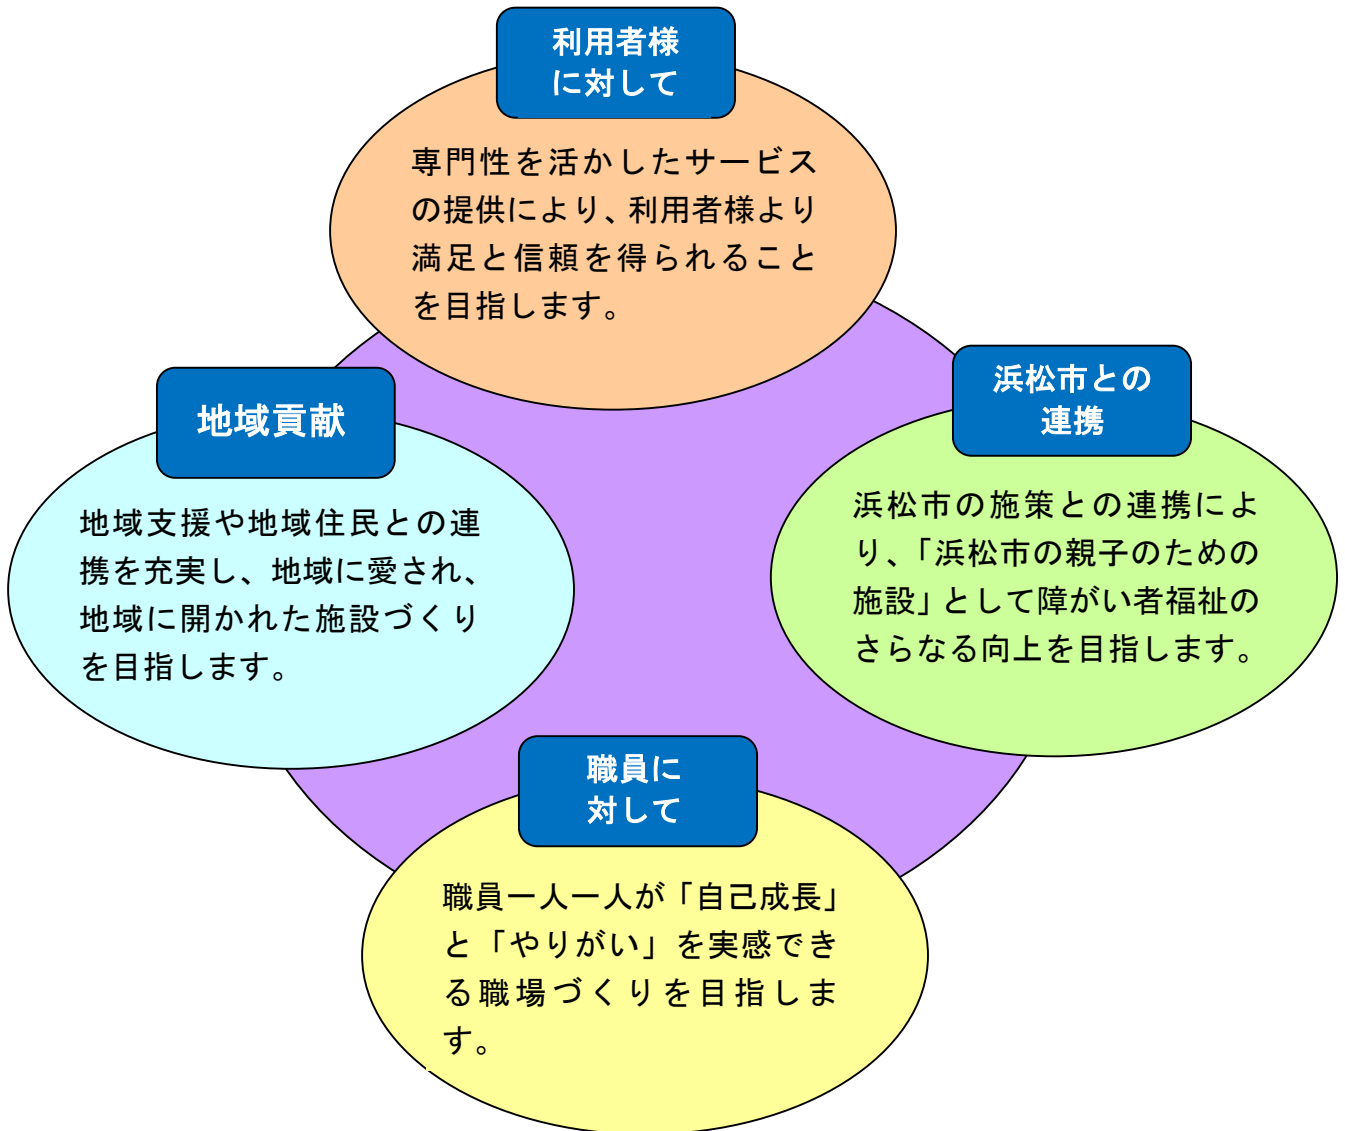 利用者様
に対して
専門性を活かしたサービス
の提供により、利用者様より
満足と信頼を得られること
を目指します。
地域貢献
地域支援や地域住民との連
携を充実し、地域に愛され、
地域に開かれた施設づくり
を目指します。
浜松市との
連携
浜松市の施策との連携によ
り、「浜松市の親子のための
施設」として障がい者福祉の
さらなる向上を目指します。
職員に
対して
職員一人一人が「自己成長」
と「やりがい」を実感でき
る職場づくりを目指しま
す。